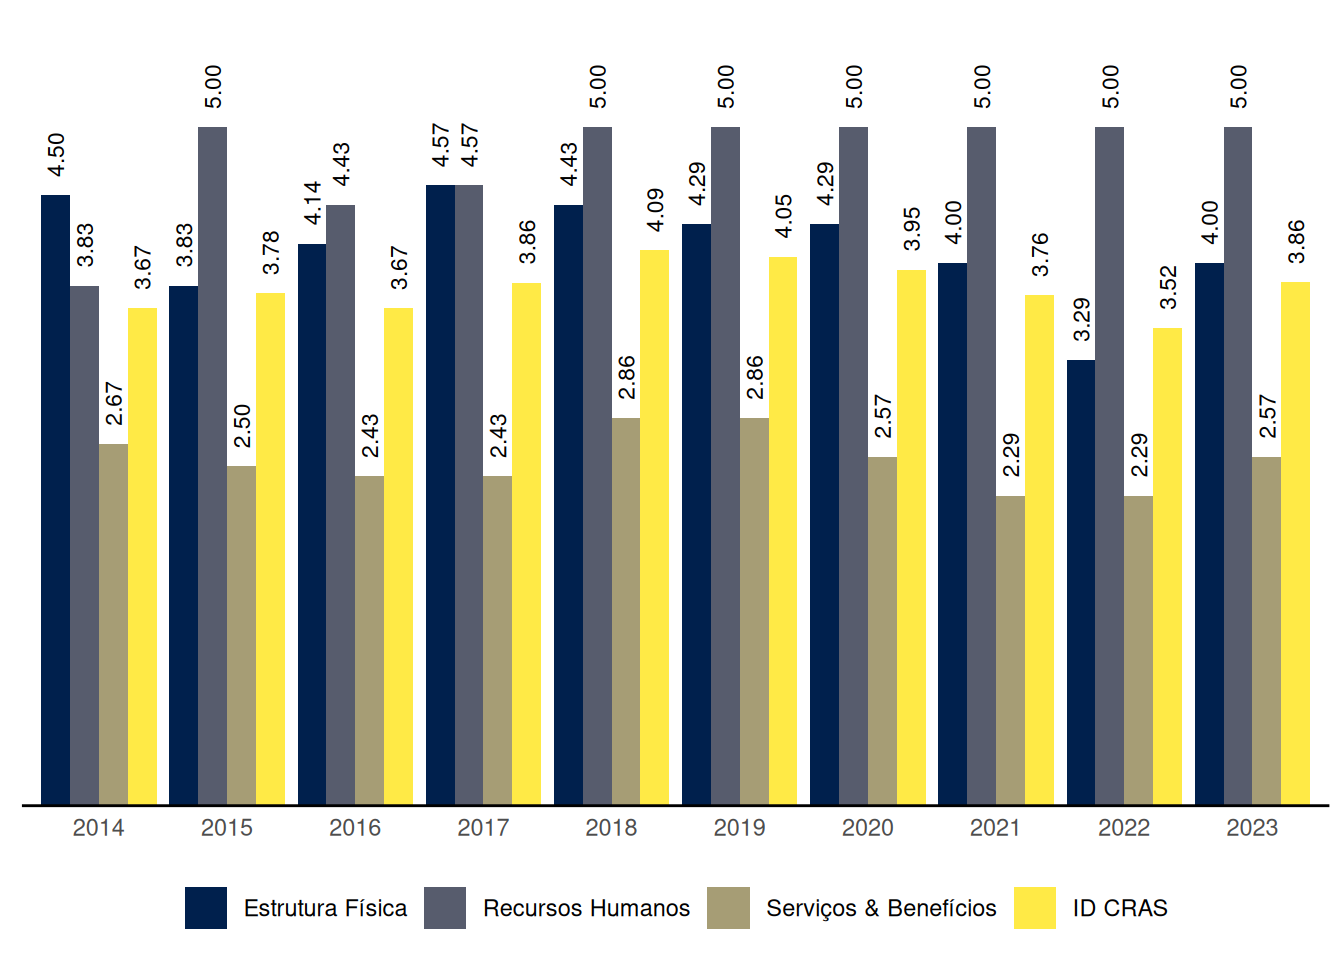 4.50 3.83 2.67 3.67
3.83 5.00 2.50 3.78
4.14 4.43 2.43 3.67
4.57 4.57 2.43 3.86
4.43 5.00 2.86 4.09
4.29 5.00 2.86 4.05
4.29 5.00 2.57 3.95
4.00 5.00 2.29 3.76
3.29 5.00 2.29 3.52
4.00 5.00 2.57 3.86
2014 2015 2016 2017 2018 2019 2020 2021 2022 2023
Estrutura Física Recursos Humanos Serviços & Benefícios ID CRAS